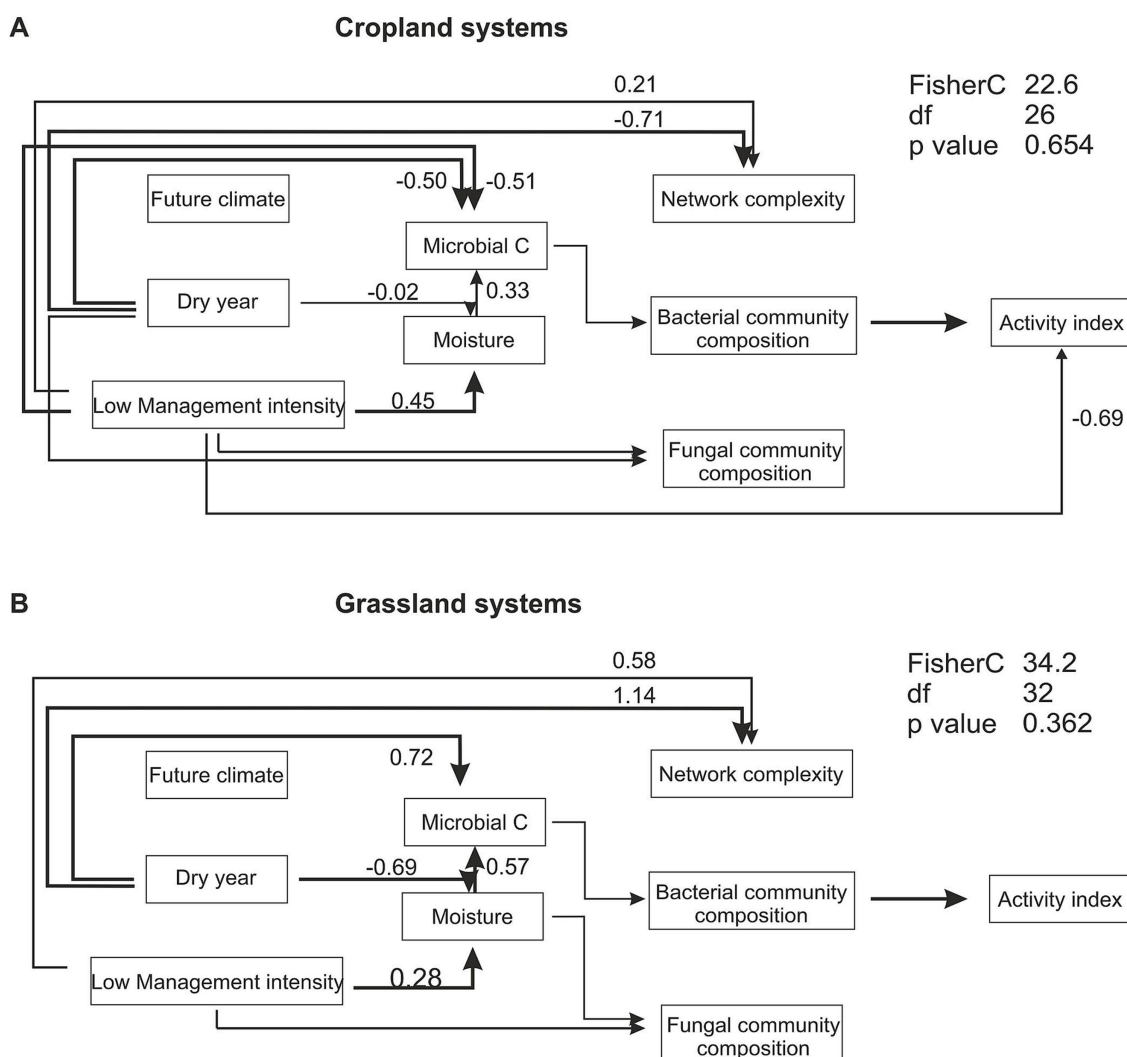 A
Cropland systems
0.21
-0.71
FisherC 22.6
df 26
p value 0.654
-0.50
-0.51
Future climate
Network complexity
Microbial C
Dry year
-0.02
0.33
Moisture
Bacterial community
composition
Activity index
Low Management intensity
0.45
-0.69
Fungal community
composition
B
Grassland systems
0.58
1.14
FisherC 34.2
df 32
p value 0.362
0.72
Future climate
Network complexity
Microbial C
Dry year
-0.69
0.57
Moisture
Bacterial community
composition
Activity index
Low Management intensity
0.28
Fungal community
composition